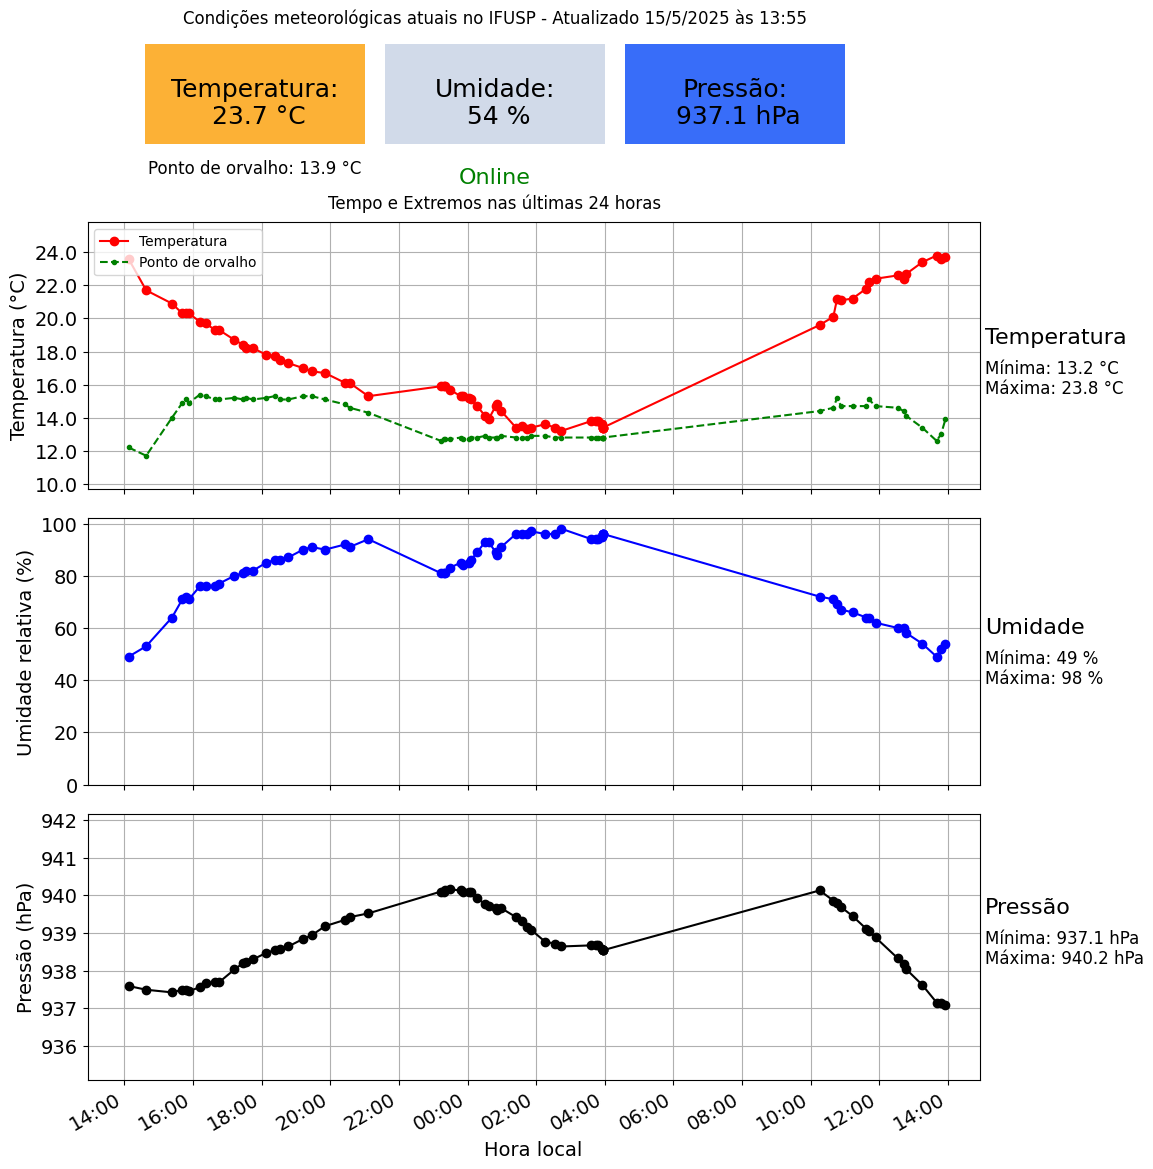 Condições meteorológicas atuais no IFUSP - Atualizado 15/5/2025 às 13:55
Temperatura:
23.7 °C
Umidade:
54 %
Pressão:
937.1 hPa
Ponto de orvalho: 13.9 °C
Online
Tempo e Extremos nas últimas 24 horas
Temperatura
Ponto de orvalho
Temperatura (°C)
24.0
22.0
20.0
18.0
16.0
14.0
12.0
10.0
Temperatura
Mínima: 13.2 °C
Máxima: 23.8 °C
Umidade relativa (%)
100
80
60
40
20
0
Umidade
Mínima: 49 %
Máxima: 98 %
Pressão (hPa)
942
941
940
939
938
937
936
Pressão
Mínima: 937.1 hPa
Máxima: 940.2 hPa
14:00 16:00 18:00 20:00 22:00 00:00 02:00 04:00 06:00 08:00 10:00 12:00 14:00
Hora local